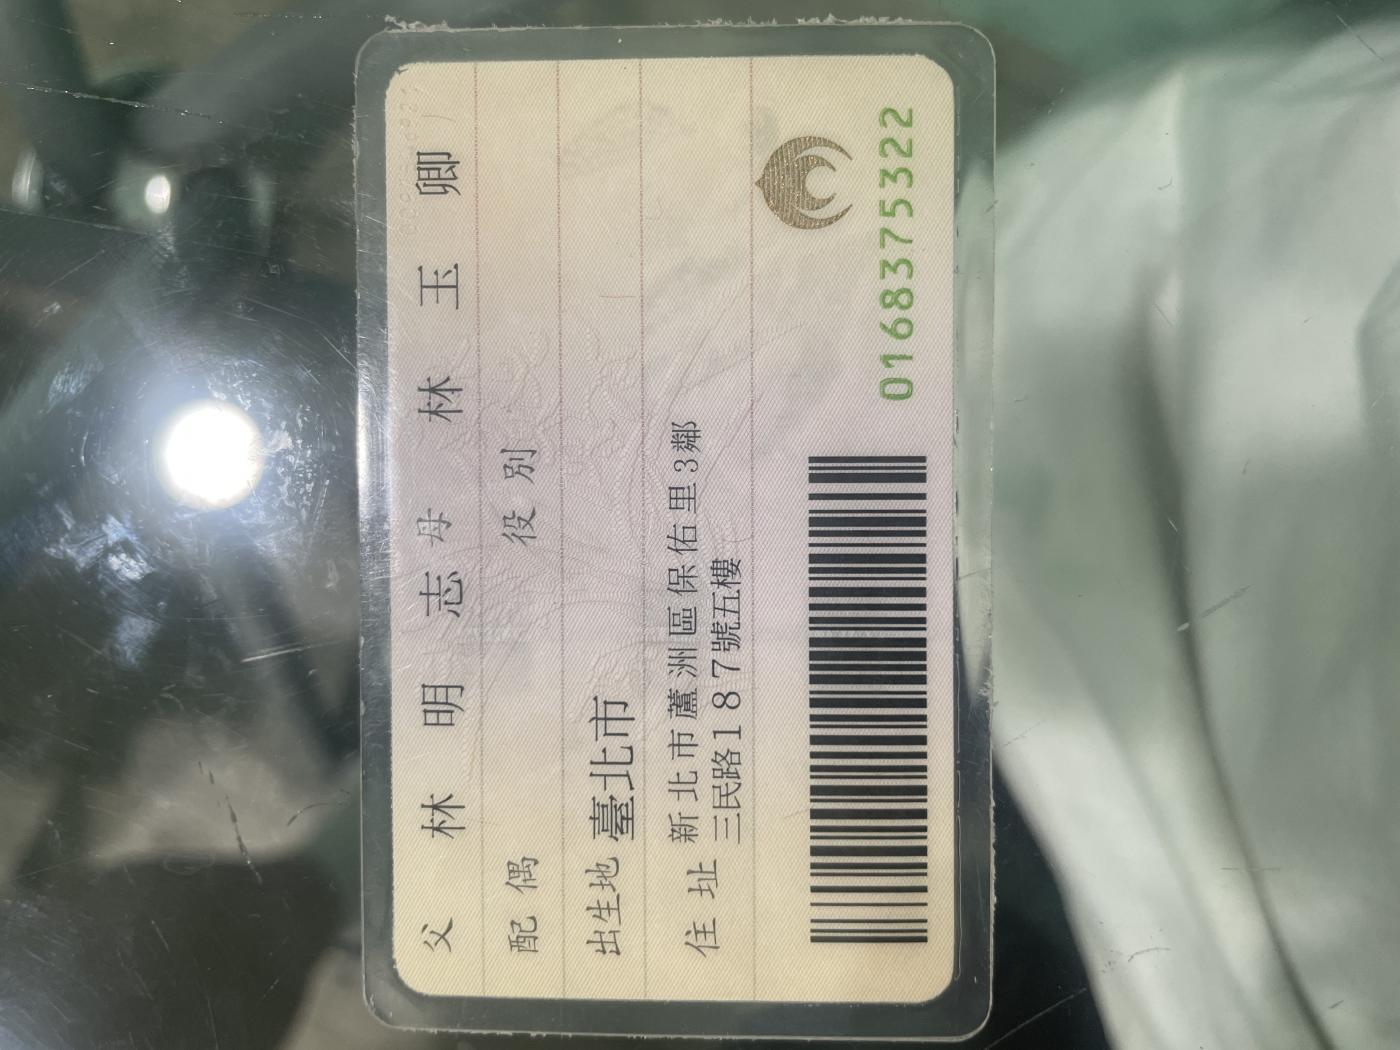 父 林明志 母 林玉卿
配偶 役別
出生地 臺北市
住址 新北市蘆洲區保佑里3鄰
三民路187號五樓
0168375322